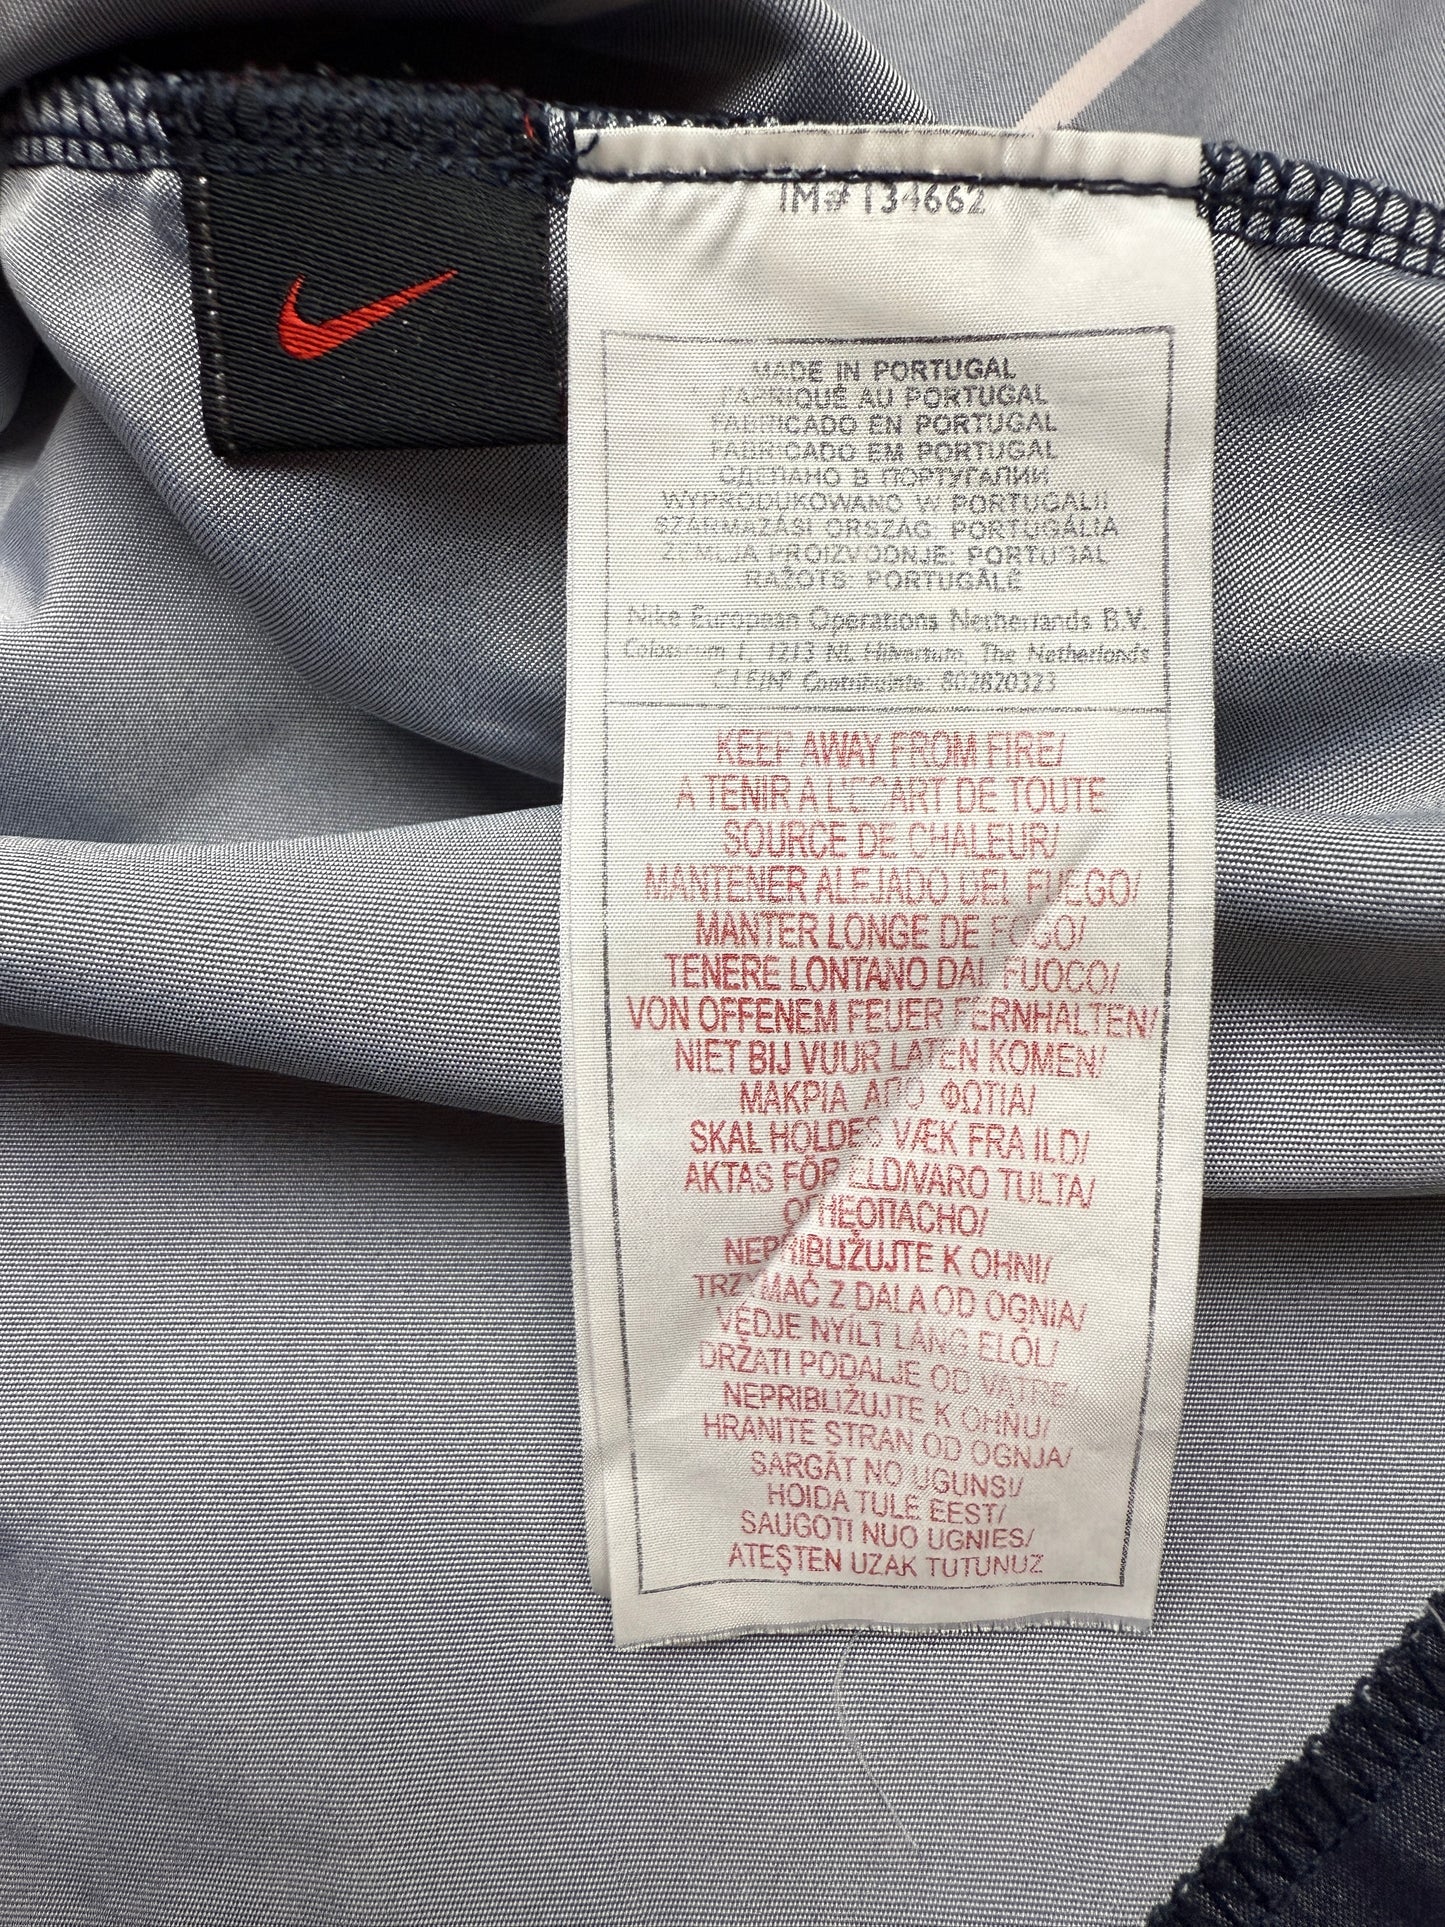 IM# 134662
MADE IN PORTUGAL
FABRIQUÉ AU PORTUGAL
FABRICADO EN PORTUGAL
FABRICADO EM PORTUGAL
СДЕЛАНО В ПОРТУГАЛИИ
WYPRODUKOWANO W PORTUGALII
SZÁRMAZÁSI ORSZÁG: PORTUGÁLIA
ZEMLJA PROIZVODNJE: PORTUGAL
RAŽOTS: PORTUGĀLĒ
Nike European Operations Netherlands B.V.
Colosseum 1, 1213 NL Hilversum, The Netherlands
C.I.F./Nº Contribuinte: 802820323
KEEP AWAY FROM FIRE/
A TENIR A L'ECART DE TOUTE
SOURCE DE CHALEUR/
MANTENER ALEJADO DEL FUEGO/
MANTER LONGE DE FOGO/
TENERE LONTANO DAL FUOCO/
VON OFFENEM FEUER FERNHALTEN/
NIET BIJ VUUR LATEN KOMEN/
ΜΑΚΡΙΑ ΑΠΟ ΦΩΤΙΑ/
SKAL HOLDES VÆK FRA ILD/
AKTAS FÖR ELD/VARO TULTA/
ОГНЕОПАСНО/
NEPRIBLIŽUJTE K OHNI/
TRZYMAĆ Z DALA OD OGNIA/
VÉDJE NYÍLT LÁNG ELÖL/
DRŽATI PODALJE OD VATRE
NEPRIBLIŽUJTE K OHŇU/
HRANITE STRAN OD OGNJA/
SARGĀT NO UGUNS/
HOIDA TULE EEST/
SAUGOTI NUO UGNIES/
ATEŞTEN UZAK TUTUNUZ